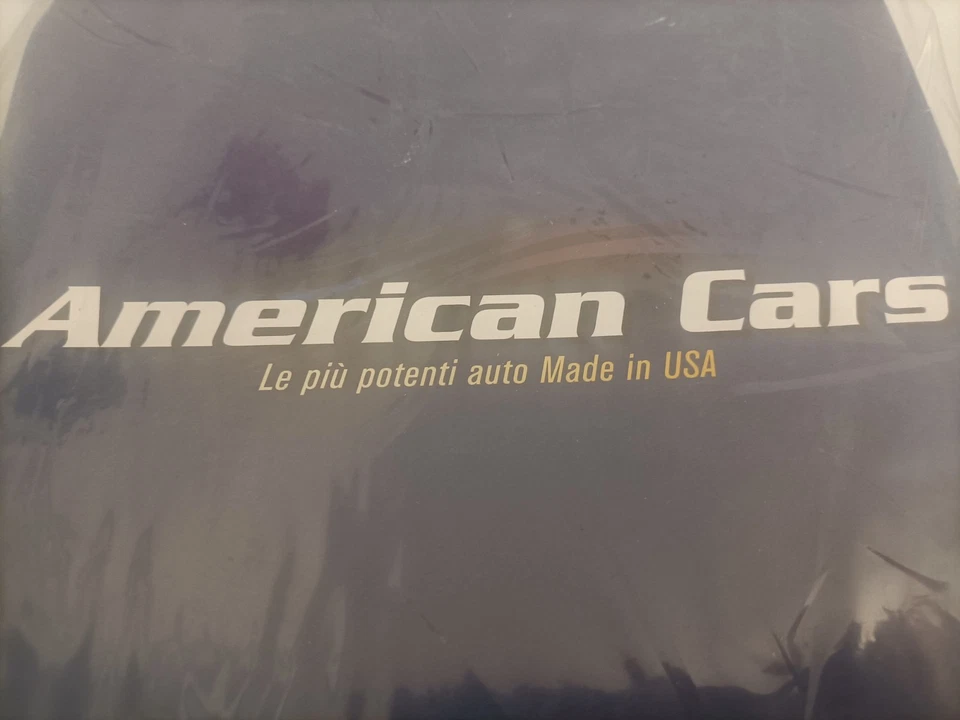 American Cars
Le più potenti auto Made in USA